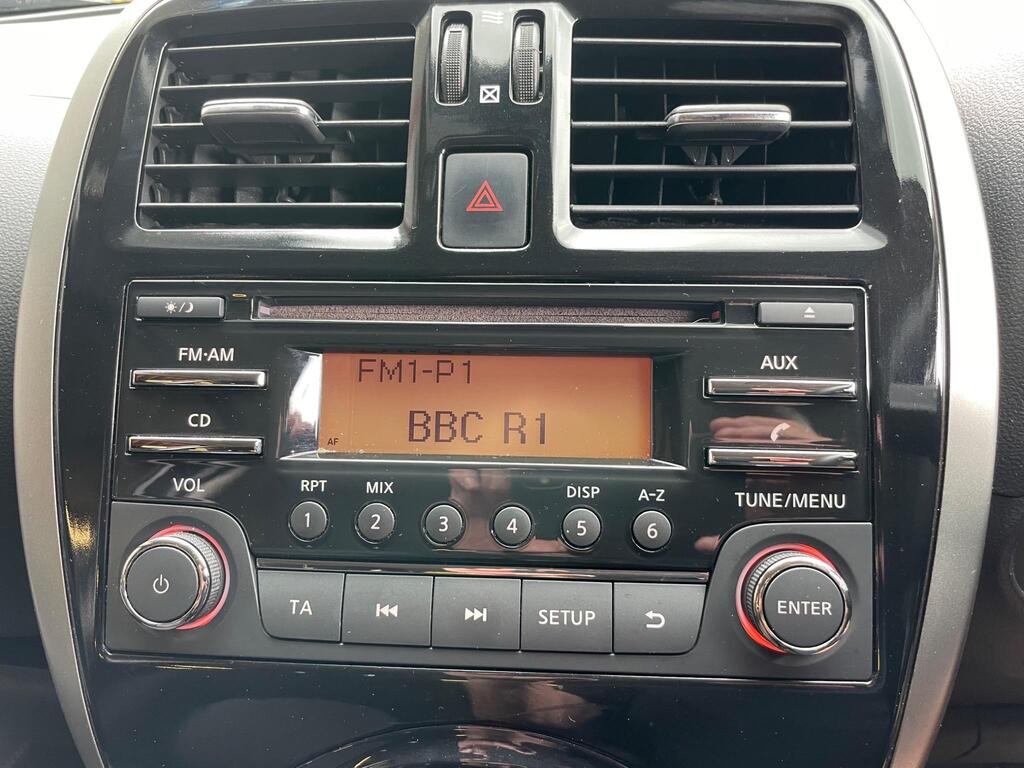 FM·AM
AUX
FM1-P1
CD
BBC R1
AF
VOL
RPT
MIX
DISP
A-Z
TUNE/MENU
1
2
3
4
5
6
TA
SETUP
ENTER